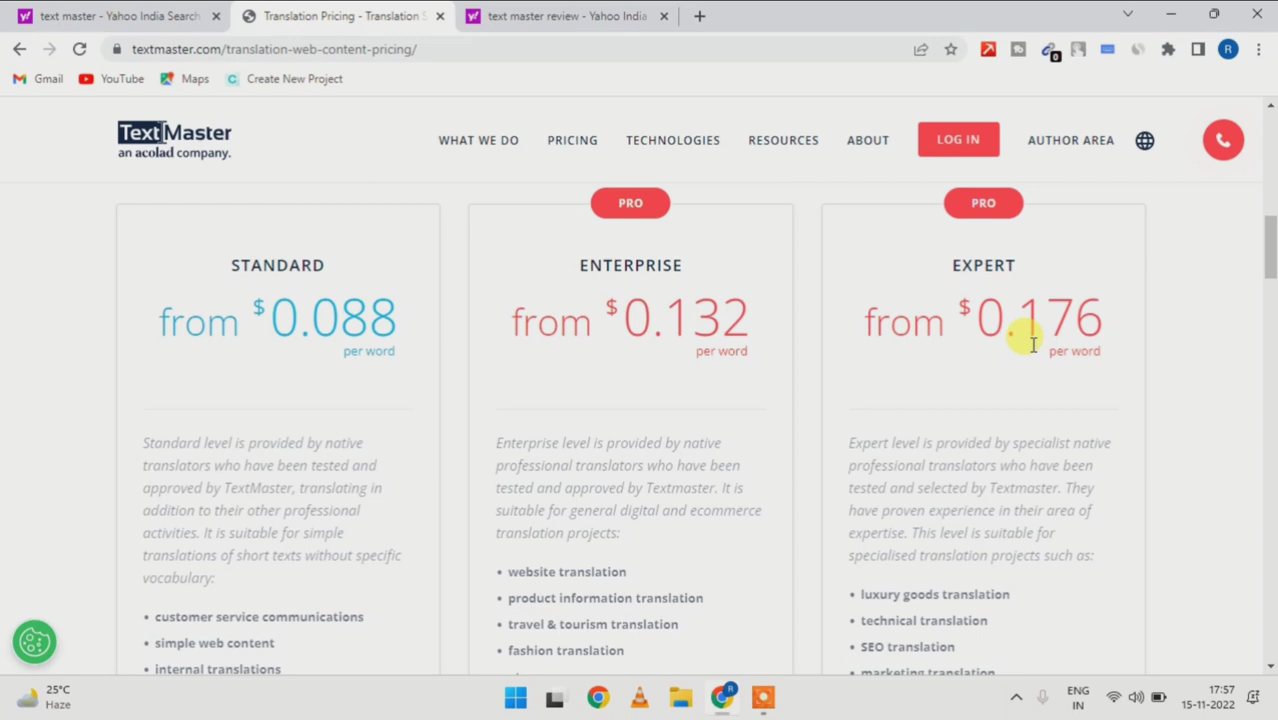 text master - Yahoo India Search
Translation Pricing - Translation S
text master review - Yahoo India
textmaster.com/translation-web-content-pricing/
0
R
Gmail
YouTube
Maps
C
Create New Project
TextMaster
an acolad company.
WHAT WE DO
PRICING
TECHNOLOGIES
RESOURCES
ABOUT
LOG IN
AUTHOR AREA
STANDARD
from $0.088
per word
Standard level is provided by native
translators who have been tested and
approved by TextMaster, translating in
addition to their other professional
activities. It is suitable for simple
translations of short texts without specific
vocabulary:
• customer service communications
• simple web content
• internal translations
PRO
ENTERPRISE
from $0.132
per word
Enterprise level is provided by native
professional translators who have been
tested and approved by Textmaster. It is
suitable for general digital and ecommerce
translation projects:
• website translation
• product information translation
• travel & tourism translation
• fashion translation
PRO
EXPERT
from $0.176
per word
Expert level is provided by specialist native
professional translators who have been
tested and selected by Textmaster. They
have proven experience in their area of
expertise. This level is suitable for
specialised translation projects such as:
• luxury goods translation
• technical translation
• SEO translation
• marketing translation
25°C
Haze
R
ENG
IN
17:57
15-11-2022